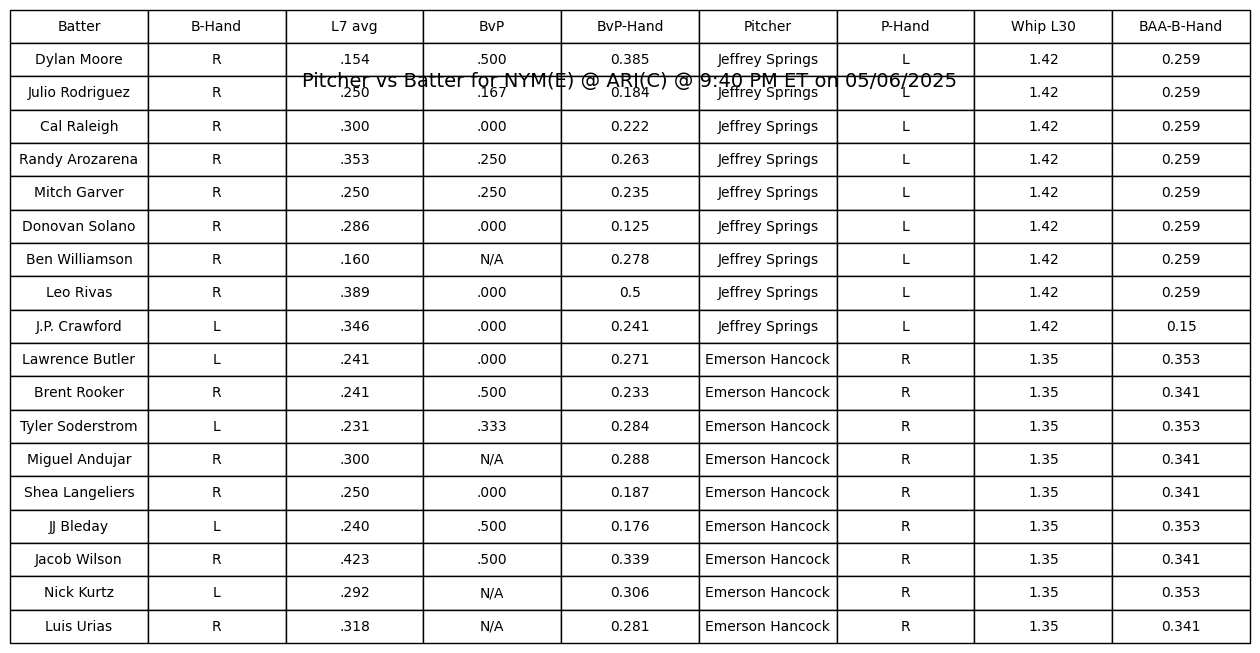 Batter B-Hand L7 avg BvP BvP-Hand Pitcher P-Hand Whip L30 BAA-B-Hand
Dylan Moore R .154 .500 0.385 Jeffrey Springs L 1.42 0.259
Pitcher vs Batter for NYM(E) @ ARI(C) @ 9:40 PM ET on 05/06/2025
Julio Rodriguez R .250 .167 0.184 Jeffrey Springs L 1.42 0.259
Cal Raleigh R .300 .000 0.222 Jeffrey Springs L 1.42 0.259
Randy Arozarena R .353 .250 0.263 Jeffrey Springs L 1.42 0.259
Mitch Garver R .250 .250 0.235 Jeffrey Springs L 1.42 0.259
Donovan Solano R .286 .000 0.125 Jeffrey Springs L 1.42 0.259
Ben Williamson R .160 N/A 0.278 Jeffrey Springs L 1.42 0.259
Leo Rivas R .389 .000 0.5 Jeffrey Springs L 1.42 0.259
J.P. Crawford L .346 .000 0.241 Jeffrey Springs L 1.42 0.15
Lawrence Butler L .241 .000 0.271 Emerson Hancock R 1.35 0.353
Brent Rooker R .241 .500 0.233 Emerson Hancock R 1.35 0.341
Tyler Soderstrom L .231 .333 0.284 Emerson Hancock R 1.35 0.353
Miguel Andujar R .300 N/A 0.288 Emerson Hancock R 1.35 0.341
Shea Langeliers R .250 .000 0.187 Emerson Hancock R 1.35 0.341
JJ Bleday L .240 .500 0.176 Emerson Hancock R 1.35 0.353
Jacob Wilson R .423 .500 0.339 Emerson Hancock R 1.35 0.341
Nick Kurtz L .292 N/A 0.306 Emerson Hancock R 1.35 0.353
Luis Urias R .318 N/A 0.281 Emerson Hancock R 1.35 0.341